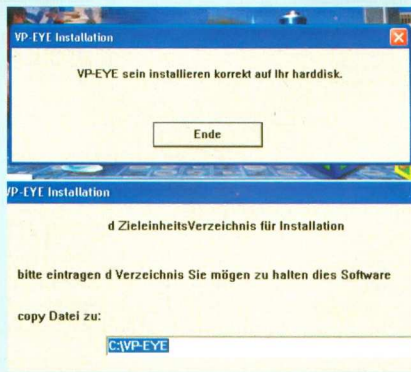 VP-EYE Installation
VP-EYE sein installieren korrekt auf Ihr harddisk.
Ende
VP-EYE Installation
d ZieleinheitsVerzeichnis für Installation
bitte eintragen d Verzeichnis Sie mögen zu halten dies Software
copy Datei zu:
C:\VP-EYE